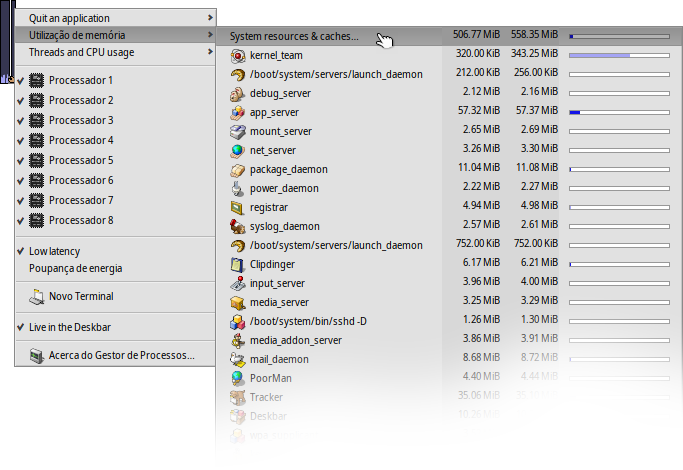 Quit an application
Utilização de memória
Threads and CPU usage
Processador 1
Processador 2
Processador 3
Processador 4
Processador 5
Processador 6
Processador 7
Processador 8
Low latency
Poupança de energia
Novo Terminal
Live in the Deskbar
Acerca do Gestor de Processos...
System resources & caches... 506.77 MiB 558.35 MiB
kernel_team 320.00 KiB 343.25 MiB
/boot/system/servers/launch_daemon 212.00 KiB 256.00 KiB
debug_server 2.12 MiB 2.16 MiB
app_server 57.32 MiB 57.37 MiB
mount_server 2.65 MiB 2.69 MiB
net_server 3.26 MiB 3.30 MiB
package_daemon 11.04 MiB 11.08 MiB
power_daemon 2.22 MiB 2.27 MiB
registrar 4.94 MiB 4.98 MiB
syslog_daemon 2.57 MiB 2.61 MiB
/boot/system/servers/launch_daemon 752.00 KiB 752.00 KiB
Clipdinger 6.17 MiB 6.21 MiB
input_server 3.96 MiB 4.00 MiB
media_server 3.25 MiB 3.29 MiB
/boot/system/bin/sshd -D 1.26 MiB 1.30 MiB
media_addon_server 3.86 MiB 3.91 MiB
mail_daemon 8.68 MiB 8.72 MiB
PoorMan 4.40 MiB 4.44 MiB
Tracker 35.06 MiB
Deskbar